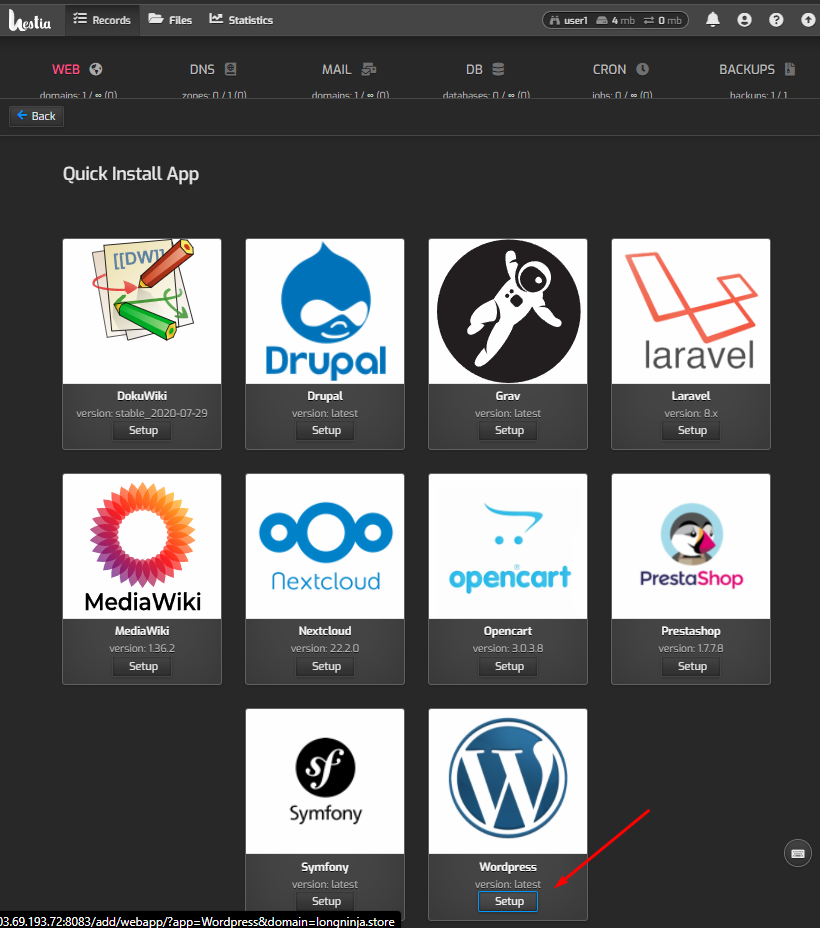 hestia Records Files Statistics user1 4 mb 0 mb
WEB DNS MAIL DB CRON BACKUPS
domains: 1 / ∞ (0) zones: 0 / 1 (0) domains: 1 / ∞ (0) databases: 0 / ∞ (0) jobs: 0 / ∞ (0) backups: 1 / 1
Back
Quick Install App
[[DW]] Drupal laravel
DokuWiki Drupal Grav Laravel
version: stable_2020-07-29 version: latest version: latest version: 8.x
Setup Setup Setup Setup
MediaWiki Nextcloud opencart PrestaShop
MediaWiki Nextcloud Opencart Prestashop
version: 1.36.2 version: 22.2.0 version: 3.0.3.8 version: 1.7.7.8
Setup Setup Setup Setup
sf Symfony W
Symfony Wordpress
version: latest version: latest
Setup Setup
03.69.193.72:8083/add/webapp/?app=Wordpress&domain=longninja.store